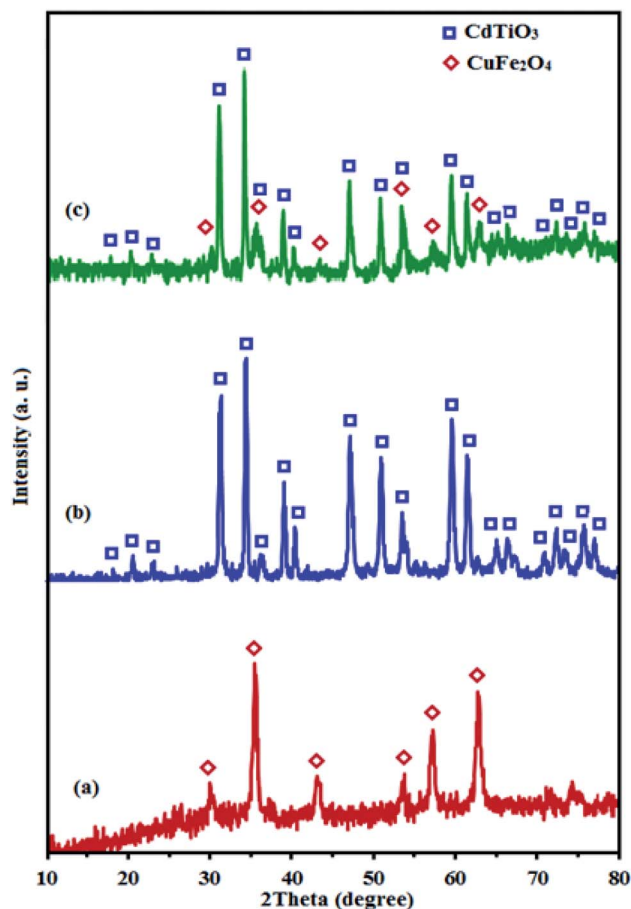 CdTiO₃
CuFe₂O₄
(c)
(b)
(a)
Intensity (a. u.)
10 20 30 40 50 60 70 80
2Theta (degree)